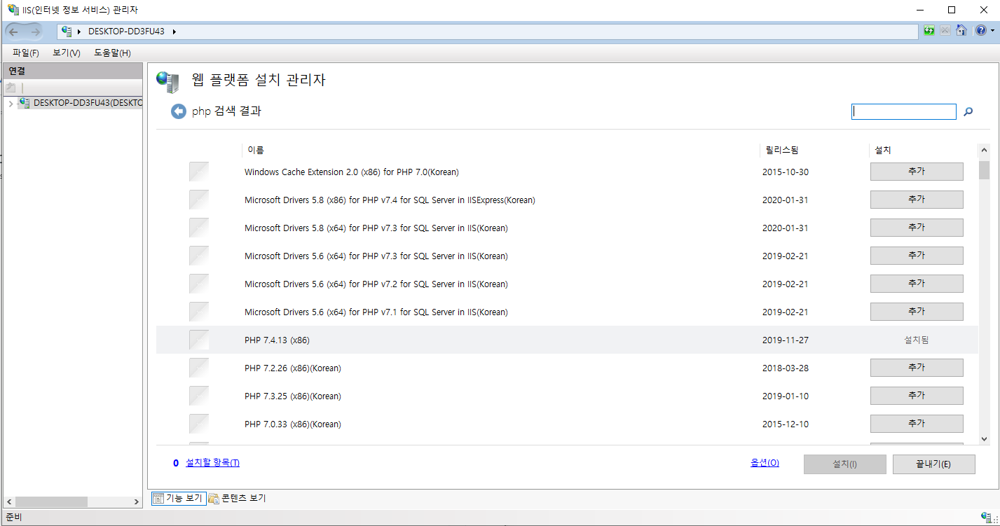 IIS(인터넷 정보 서비스) 관리자
DESKTOP-DD3FU43
파일(F) 보기(V) 도움말(H)
연결
DESKTOP-DD3FU43(DESKTO
웹 플랫폼 설치 관리자
php 검색 결과
이름 릴리스됨 설치
Windows Cache Extension 2.0 (x86) for PHP 7.0(Korean) 2015-10-30 추가
Microsoft Drivers 5.8 (x86) for PHP v7.4 for SQL Server in IISExpress(Korean) 2020-01-31 추가
Microsoft Drivers 5.8 (x64) for PHP v7.3 for SQL Server in IIS(Korean) 2020-01-31 추가
Microsoft Drivers 5.6 (x64) for PHP v7.3 for SQL Server in IIS(Korean) 2019-02-21 추가
Microsoft Drivers 5.6 (x64) for PHP v7.2 for SQL Server in IIS(Korean) 2019-02-21 추가
Microsoft Drivers 5.6 (x64) for PHP v7.1 for SQL Server in IIS(Korean) 2019-02-21 추가
PHP 7.4.13 (x86) 2019-11-27 설치됨
PHP 7.2.26 (x86)(Korean) 2018-03-28 추가
PHP 7.3.25 (x86)(Korean) 2019-01-10 추가
PHP 7.0.33 (x86)(Korean) 2015-12-10 추가
0 설치할 항목(T) 옵션(O) 설치(I) 끝내기(E)
기능 보기 콘텐츠 보기
준비